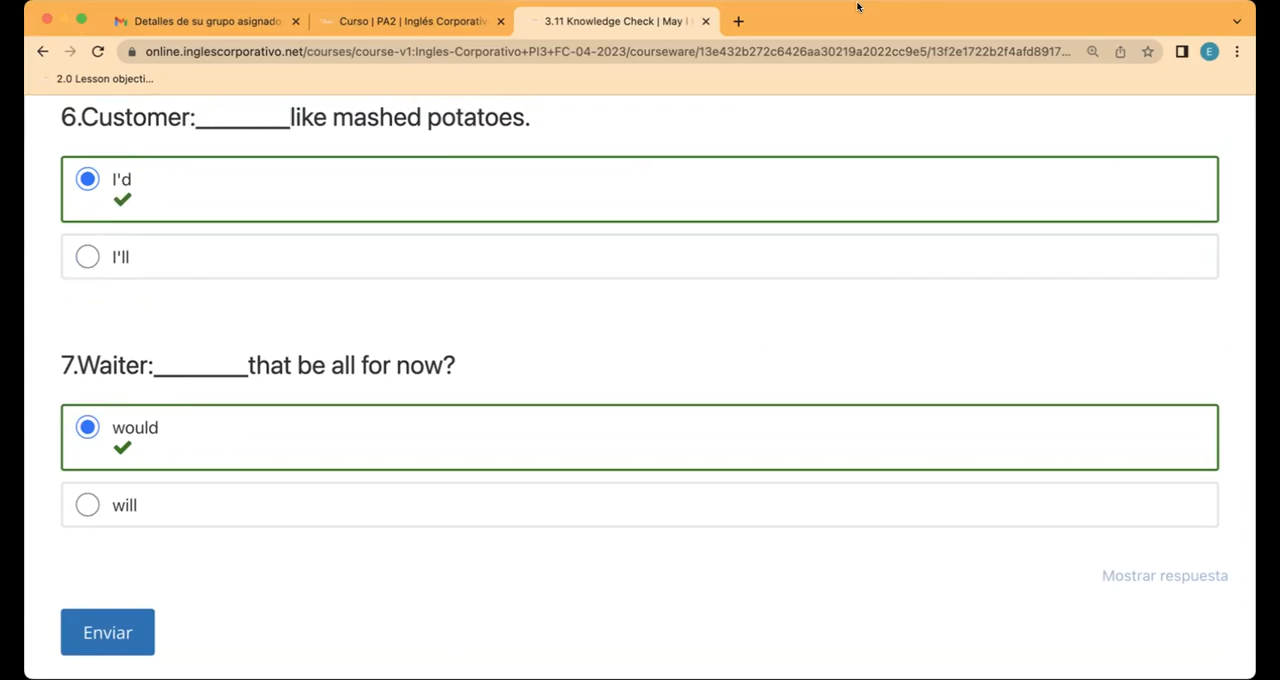 Detalles de su grupo asignado
Curso | PA2 | Inglés Corporativ
3.11 Knowledge Check | May I
online.inglescorporativo.net/courses/course-v1:Ingles-Corporativo+PI3+FC-04-2023/courseware/13e432b272c6426aa30219a2022cc9e5/13f2e1722b2f4afd8917...
E
2.0 Lesson objecti...
6.Customer:________like mashed potatoes.
I'd
I'll
7.Waiter:________that be all for now?
would
will
Mostrar respuesta
Enviar